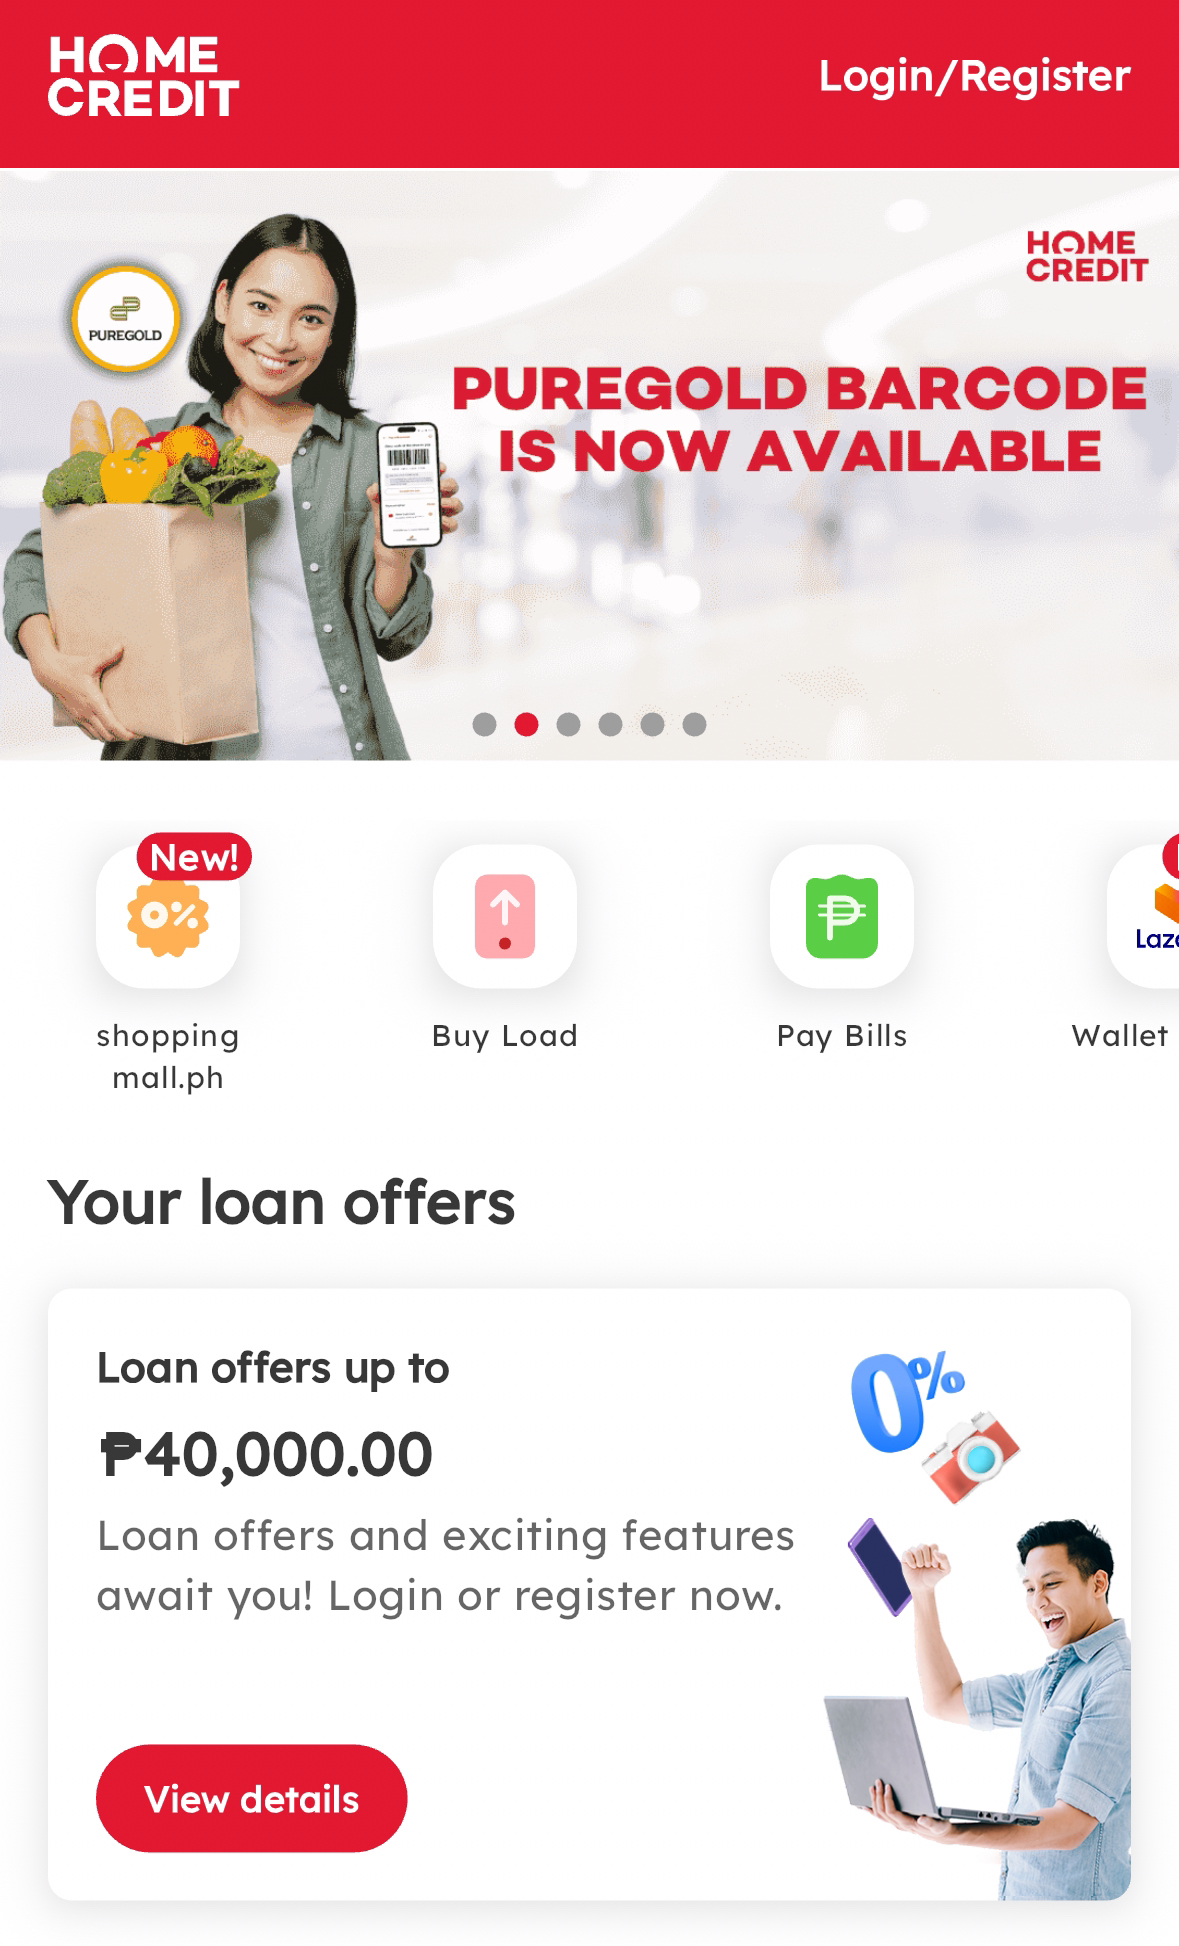 HOME
CREDIT
Login/Register
HOME
CREDIT
PUREGOLD
PUREGOLD BARCODE
IS NOW AVAILABLE
New!
0%
Laz
shopping
mall.ph
Buy Load
Pay Bills
Wallet
Your loan offers
Loan offers up to
₱40,000.00
Loan offers and exciting features
await you! Login or register now.
0%
View details